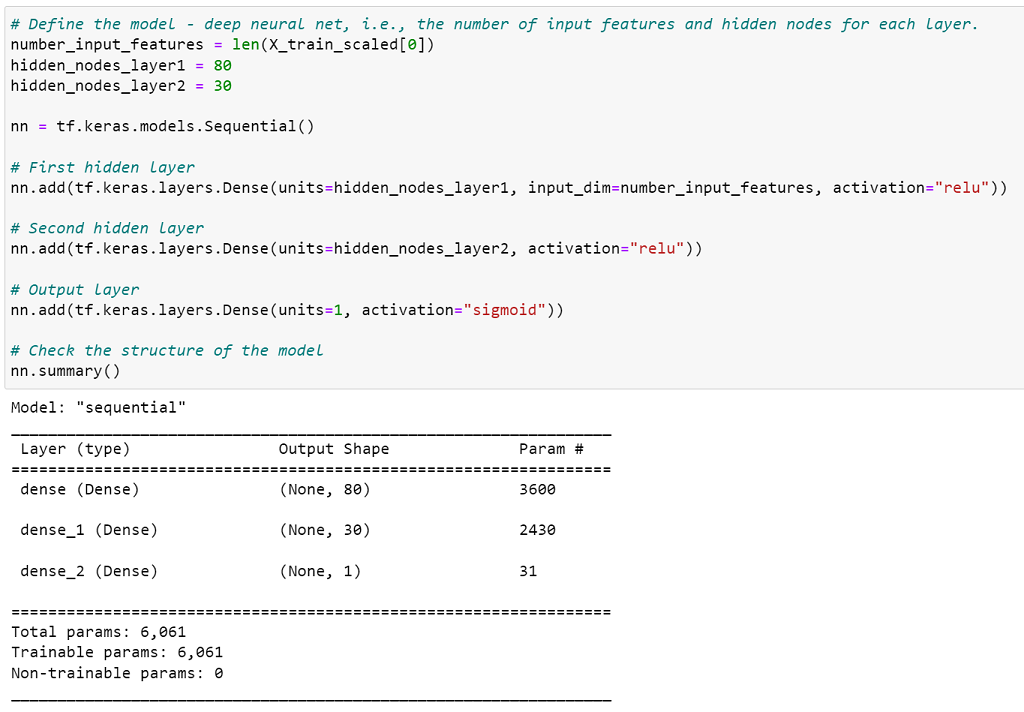 # Define the model - deep neural net, i.e., the number of input features and hidden nodes for each layer.
number_input_features = len(X_train_scaled[0])
hidden_nodes_layer1 = 80
hidden_nodes_layer2 = 30
nn = tf.keras.models.Sequential()
# First hidden layer
nn.add(tf.keras.layers.Dense(units=hidden_nodes_layer1, input_dim=number_input_features, activation="relu"))
# Second hidden layer
nn.add(tf.keras.layers.Dense(units=hidden_nodes_layer2, activation="relu"))
# Output layer
nn.add(tf.keras.layers.Dense(units=1, activation="sigmoid"))
# Check the structure of the model
nn.summary()
Model: "sequential"
_________________________________________________________________
Layer (type) Output Shape Param #
=================================================================
dense (Dense) (None, 80) 3600
dense_1 (Dense) (None, 30) 2430
dense_2 (Dense) (None, 1) 31
=================================================================
Total params: 6,061
Trainable params: 6,061
Non-trainable params: 0
_________________________________________________________________